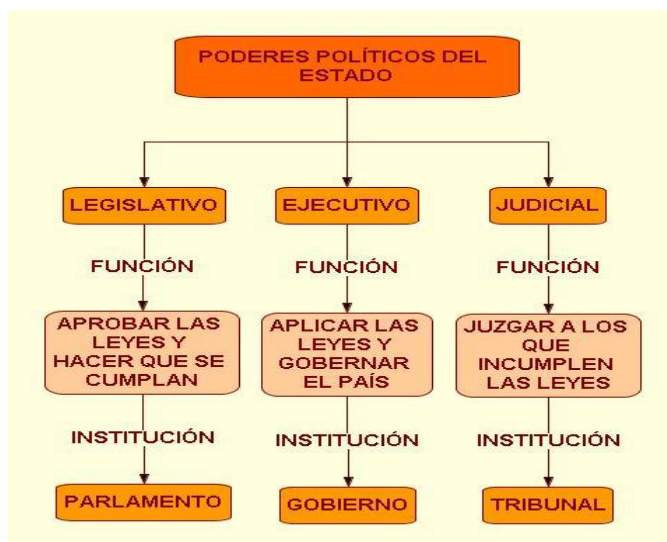 PODERES POLÍTICOS DEL
ESTADO
LEGISLATIVO
EJECUTIVO
JUDICIAL
FUNCIÓN
FUNCIÓN
FUNCIÓN
APROBAR LAS
LEYES Y
HACER QUE SE
CUMPLAN
APLICAR LAS
LEYES Y
GOBERNAR
EL PAÍS
JUZGAR A LOS
QUE
INCUMPLEN
LAS LEYES
INSTITUCIÓN
INSTITUCIÓN
INSTITUCIÓN
PARLAMENTO
GOBIERNO
TRIBUNAL